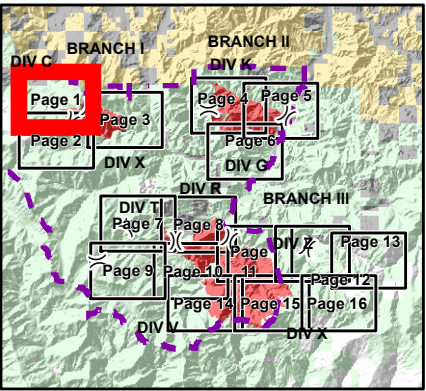 BRANCH I
BRANCH II
DIV C
DIV K
Page 1
Page 4
Page 5
Page 3
Page 2
Page 6
DIV X
DIV G
DIV R
BRANCH III
DIV T
Page 7
Page 8
DIV Z
Page 13
Page
11
Page 9
Page 10
Page 12
Page 14
Page 15
Page 16
DIV V
DIV X